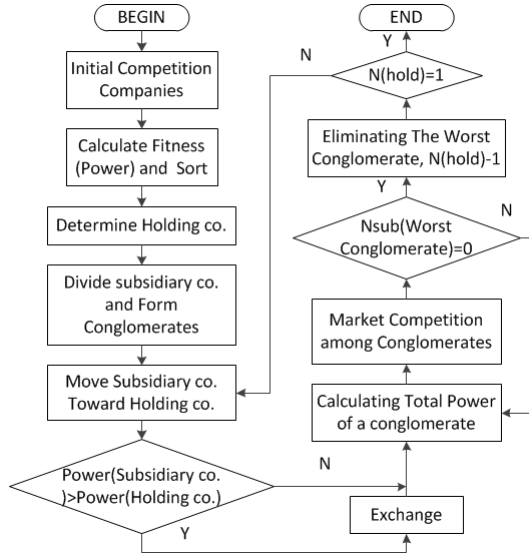 BEGIN
Initial Competition
Companies
Calculate Fitness
(Power) and Sort
Determine Holding co.
Divide subsidiary co.
and Form
Conglomerates
Move Subsidiary co.
Toward Holding co.
Power(Subsidiary co.
)>Power(Holding co.)
N
Y
Exchange
Calculating Total Power
of a conglomerate
Market Competition
among Conglomerates
Nsub(Worst
Conglomerate)=0
N
Y
Eliminating The Worst
Conglomerate, N(hold)-1
N(hold)=1
N
Y
END